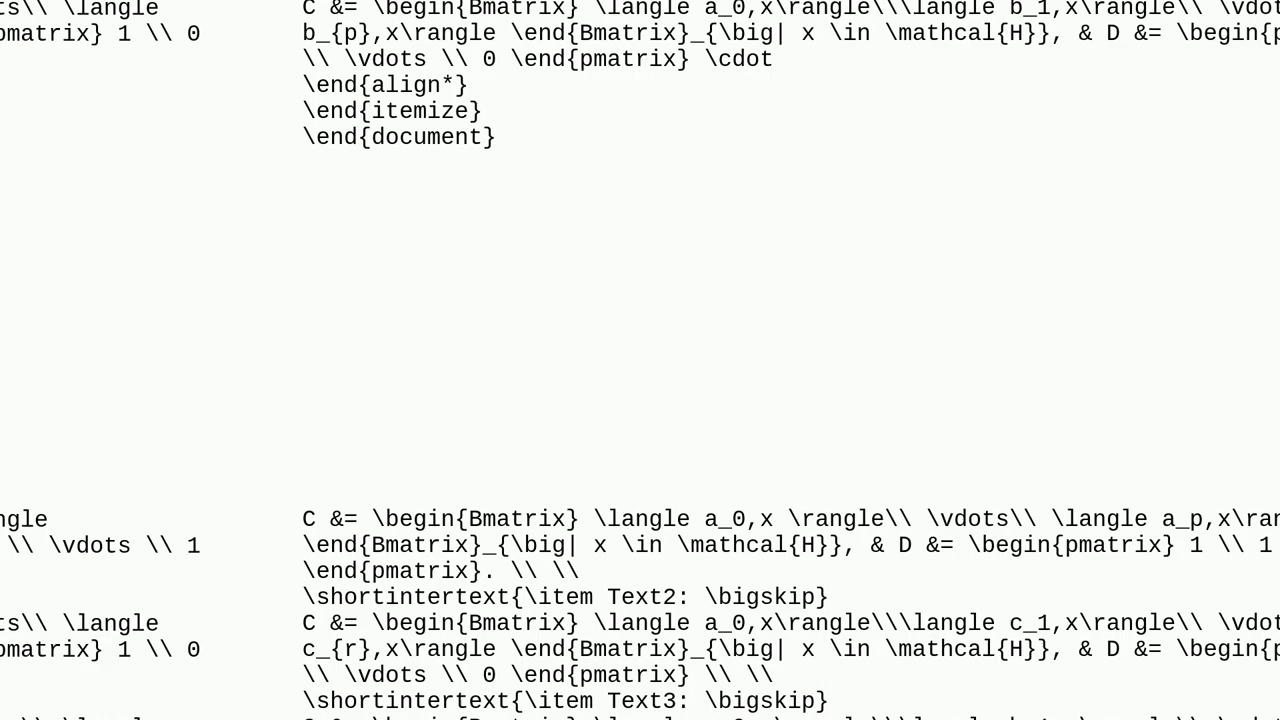 ts\\ \langle
pmatrix} 1 \\ 0
C &= \begin{Bmatrix} \langle a_0,x\rangle\\\langle b_1,x\rangle\\ \vdot
b_{p},x\rangle \end{Bmatrix}_{\big| x \in \mathcal{H}}, & D &= \begin{p
\\ \vdots \\ 0 \end{pmatrix} \cdot
\end{align*}
\end{itemize}
\end{document}
ngle
\\ \vdots \\ 1
ts\\ \langle
pmatrix} 1 \\ 0
C &= \begin{Bmatrix} \langle a_0,x \rangle\\ \vdots\\ \langle a_p,x\ran
\end{Bmatrix}_{\big| x \in \mathcal{H}}, & D &= \begin{pmatrix} 1 \\ 1
\end{pmatrix}. \\ \\
\shortintertext{\item Text2: \bigskip}
C &= \begin{Bmatrix} \langle a_0,x\rangle\\\langle c_1,x\rangle\\ \vdot
c_{r},x\rangle \end{Bmatrix}_{\big| x \in \mathcal{H}}, & D &= \begin{p
\\ \vdots \\ 0 \end{pmatrix} \\ \\
\shortintertext{\item Text3: \bigskip}